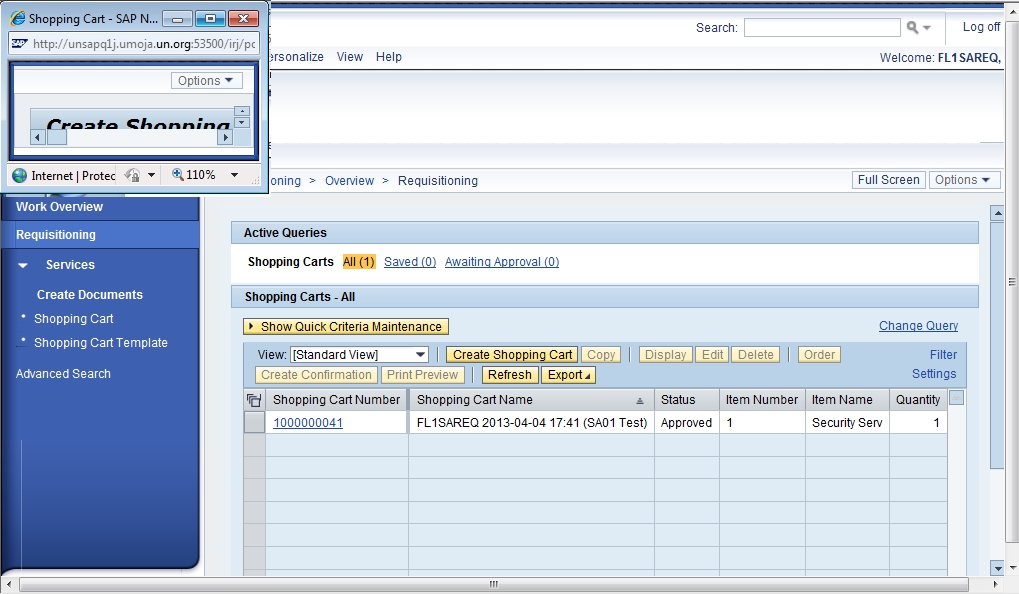 Shopping Cart - SAP N...
http://unsapq1j.umoja.un.org:53500/irj/po
Options
Create Shopping
Internet | Protec
110%
Search:
Log off
ersonalize View Help
Welcome: FL1SAREQ,
oning > Overview > Requisitioning
Full Screen Options
Work Overview
Requisitioning
Services
Create Documents
Shopping Cart
Shopping Cart Template
Advanced Search
Active Queries
Shopping Carts All (1) Saved (0) Awaiting Approval (0)
Shopping Carts - All
Show Quick Criteria Maintenance
Change Query
View: [Standard View] Create Shopping Cart Copy Display Edit Delete Order Filter
Create Confirmation Print Preview Refresh Export Settings
Shopping Cart Number Shopping Cart Name Status Item Number Item Name Quantity
1000000041 FL1SAREQ 2013-04-04 17:41 (SA01 Test) Approved 1 Security Serv 1